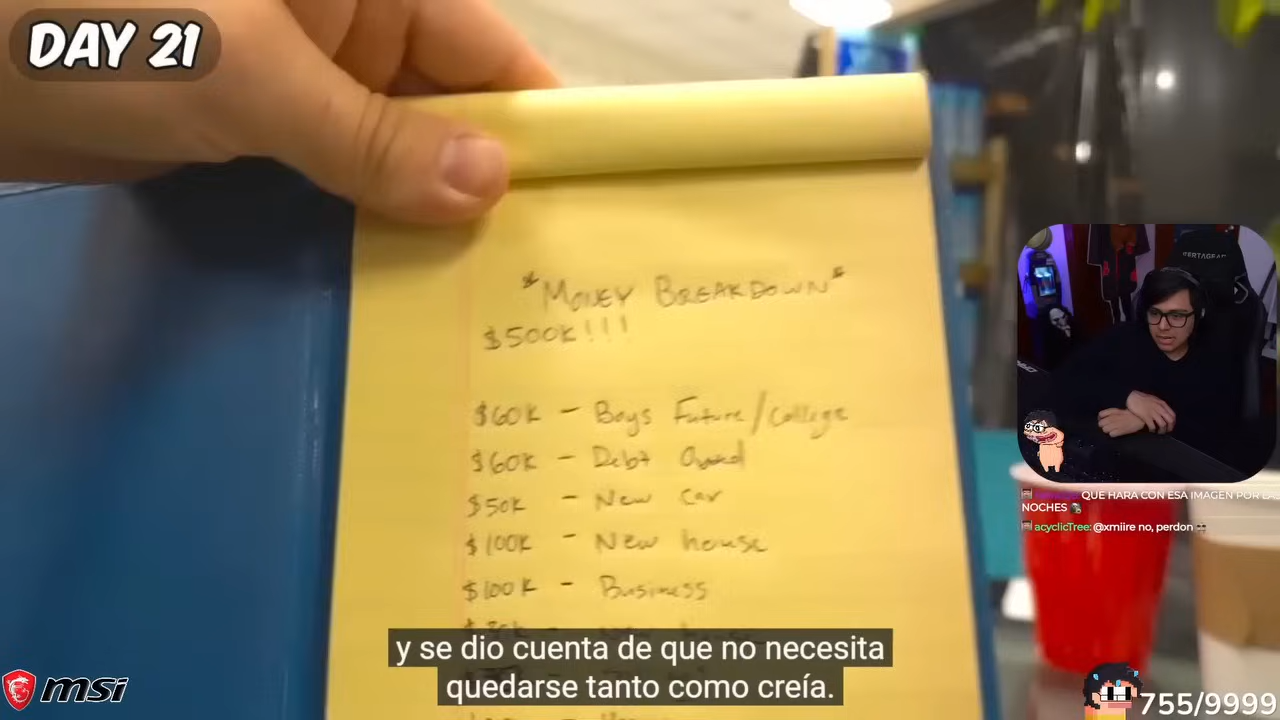 DAY 21
*MONEY BREAKDOWN*
$500K!!!
$60K - Boys Future/College
$60K - Debt Owed
$50K - New car
$100K - New house
$100K - Business
y se dio cuenta de que no necesita
quedarse tanto como creía.
QUE HARA CON ESA IMAGEN POR
NOCHES
acyclicTree: @xmiire no, perdon
msi
755/9999